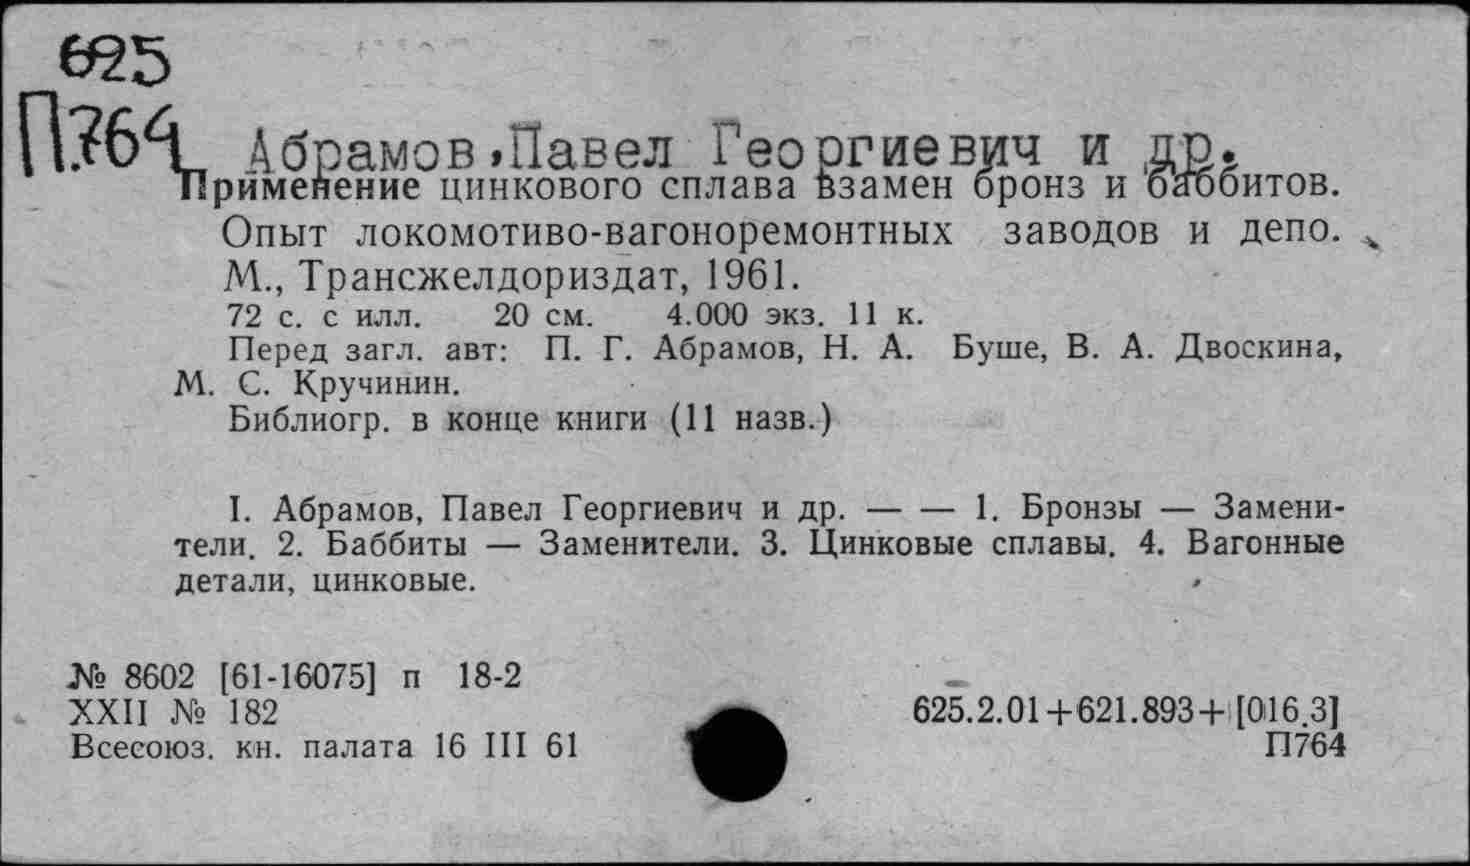 625
П.764
Абрамов, Павел Георгиевич и др.
Применение цинкового сплава взамен бронз и баббитов.
Опыт локомотиво-вагоноремонтных заводов и депо.
М., Трансжелдориздат, 1961.
72 с. с илл. 20 см. 4.000 экз. 11 к.
Перед загл. авт: П. Г. Абрамов, Н. А. Буше, В. А. Двоскина,
М. С. Кручинин.
Библиогр. в конце книги (11 назв.)
I. Абрамов, Павел Георгиевич и др. — — 1. Бронзы — Замени-
тели. 2. Баббиты — Заменители. 3. Цинковые сплавы. 4. Вагонные
детали, цинковые.
№ 8602 [61-16075] п 18-2
XXII № 182
625.2.01+621.893+[016.3]
Всесоюз. кн. палата 16 III 61
П764